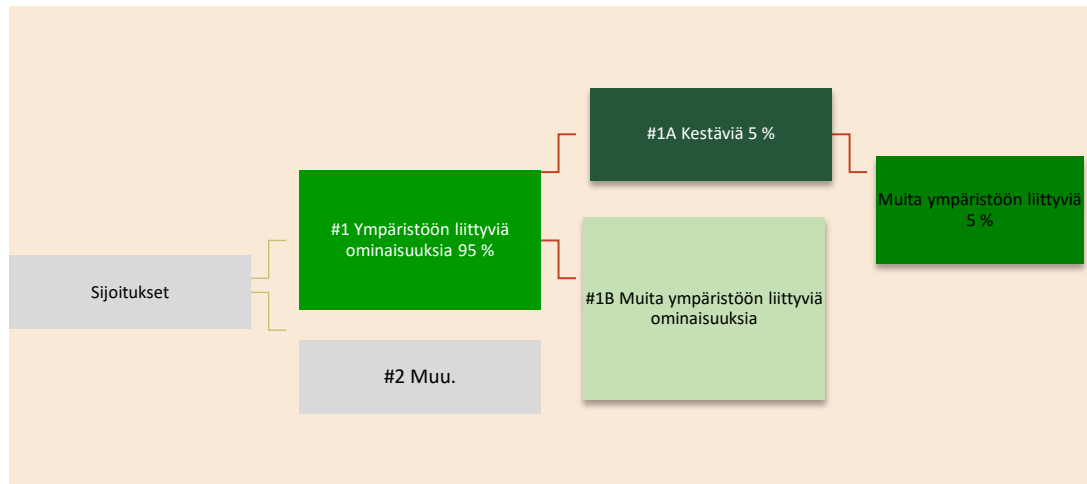 Sijoitukset
#1 Ympäristöön liittyviä
ominaisuuksia 95 %
#2 Muu.
#1A Kestäviä 5 %
#1B Muita ympäristöön liittyviä
ominaisuuksia
Muita ympäristöön liittyviä
5 %